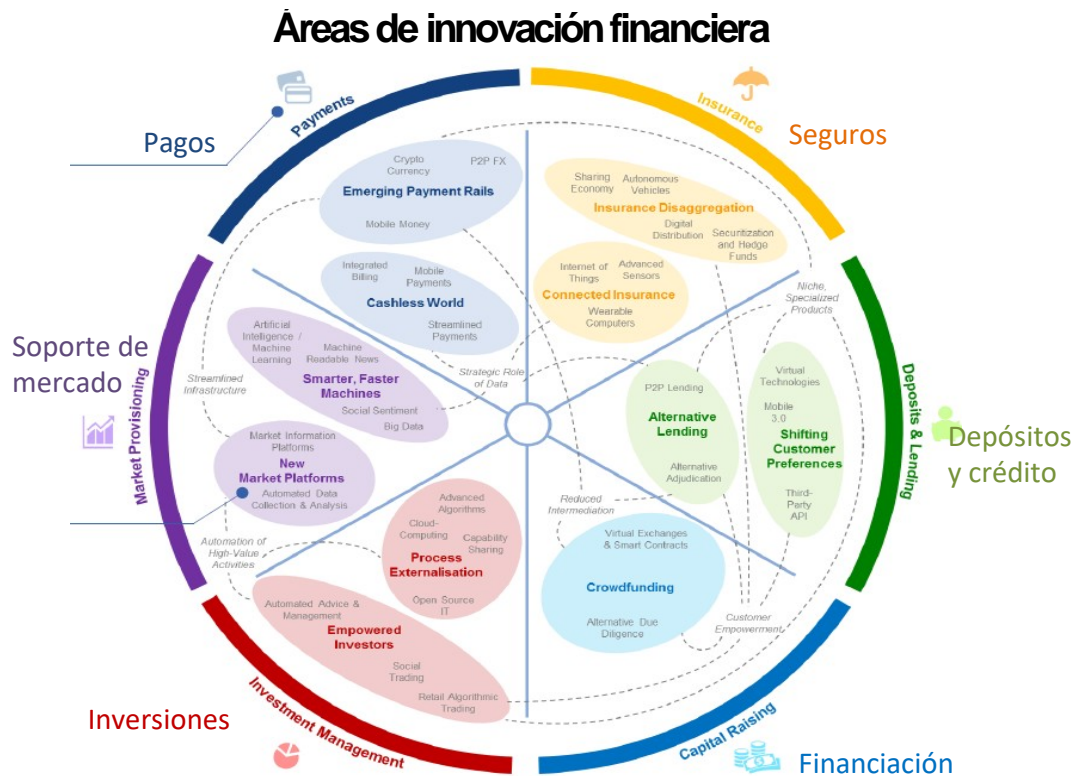 Áreas de innovación financiera
Payments
Pagos
Crypto
Currency
P2P FX
Emerging Payment Rails
Mobile Money
Integrated
Billing
Mobile
Payments
Cashless World
Streamlined
Payments
Insurance
Seguros
Sharing
Economy
Autonomous
Vehicles
Insurance Disaggregation
Digital
Distribution
Securitization
and Hedge
Funds
Internet of
Things
Advanced
Sensors
Connected Insurance
Wearable
Computers
Niche,
Specialized
Products
Soporte de
mercado
Market Provisioning
Artificial
Intelligence /
Machine
Learning
Machine
Readable News
Smarter, Faster
Machines
Social Sentiment
Big Data
Streamlined
Infrastructure
Strategic Role
of Data
Market Information
Platforms
New
Market Platforms
Automated Data
Collection & Analysis
Automation of
High-Value
Activities
Deposits & Lending
Depósitos
y crédito
P2P Lending
Alternative
Lending
Alternative
Adjudication
Virtual
Technologies
Mobile
3.0
Shifting
Customer
Preferences
Third-
Party
API
Reduced
Intermediation
Advanced
Algorithms
Cloud-
Computing
Capability
Sharing
Process
Externalisation
Open Source
IT
Automated Advice &
Management
Empowered
Investors
Social
Trading
Retail Algorithmic
Trading
Investment Management
Inversiones
Virtual Exchanges
& Smart Contracts
Crowdfunding
Alternative Due
Diligence
Customer
Empowerment
Capital Raising
Financiación